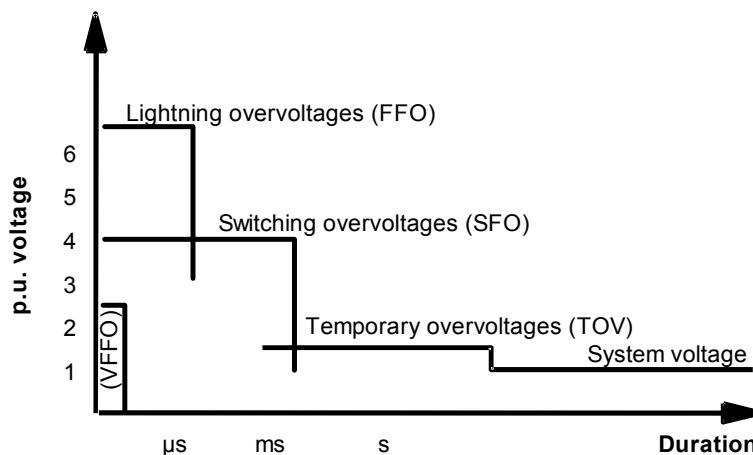 Lightning overvoltages (FFO)
6
5
Switching overvoltages (SFO)
4
3
Temporary overvoltages (TOV)
2
System voltage
1
p.u. voltage
(VFFO)
µs ms s Duration